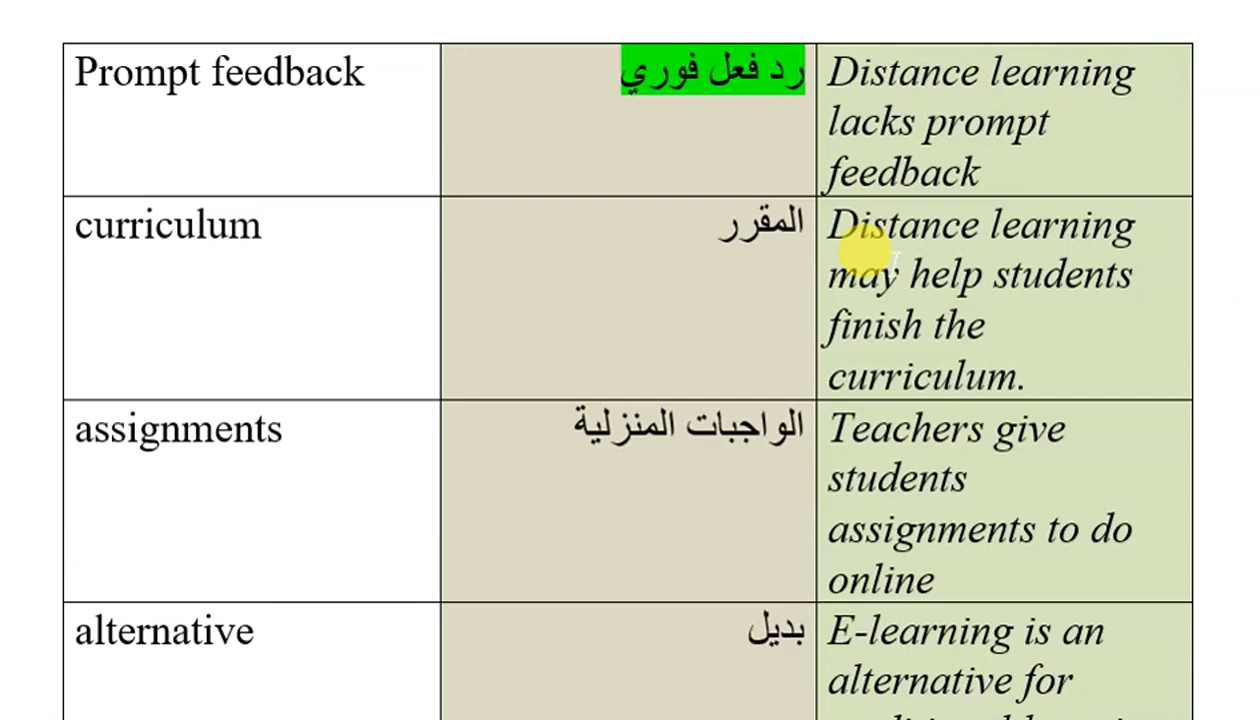 Prompt feedback
رد فعل فوري
Distance learning
lacks prompt
feedback
curriculum
المقرر
Distance learning
may help students
finish the
curriculum.
assignments
الواجبات المنزلية
Teachers give
students
assignments to do
online
alternative
بديل
E-learning is an
alternative for